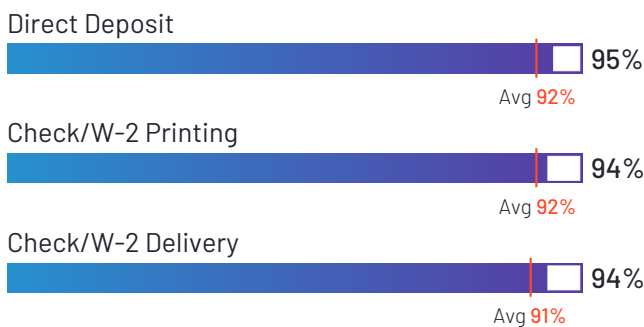 Direct Deposit
95%
Avg 92%
Check/W-2 Printing
94%
Avg 92%
Check/W-2 Delivery
94%
Avg 91%